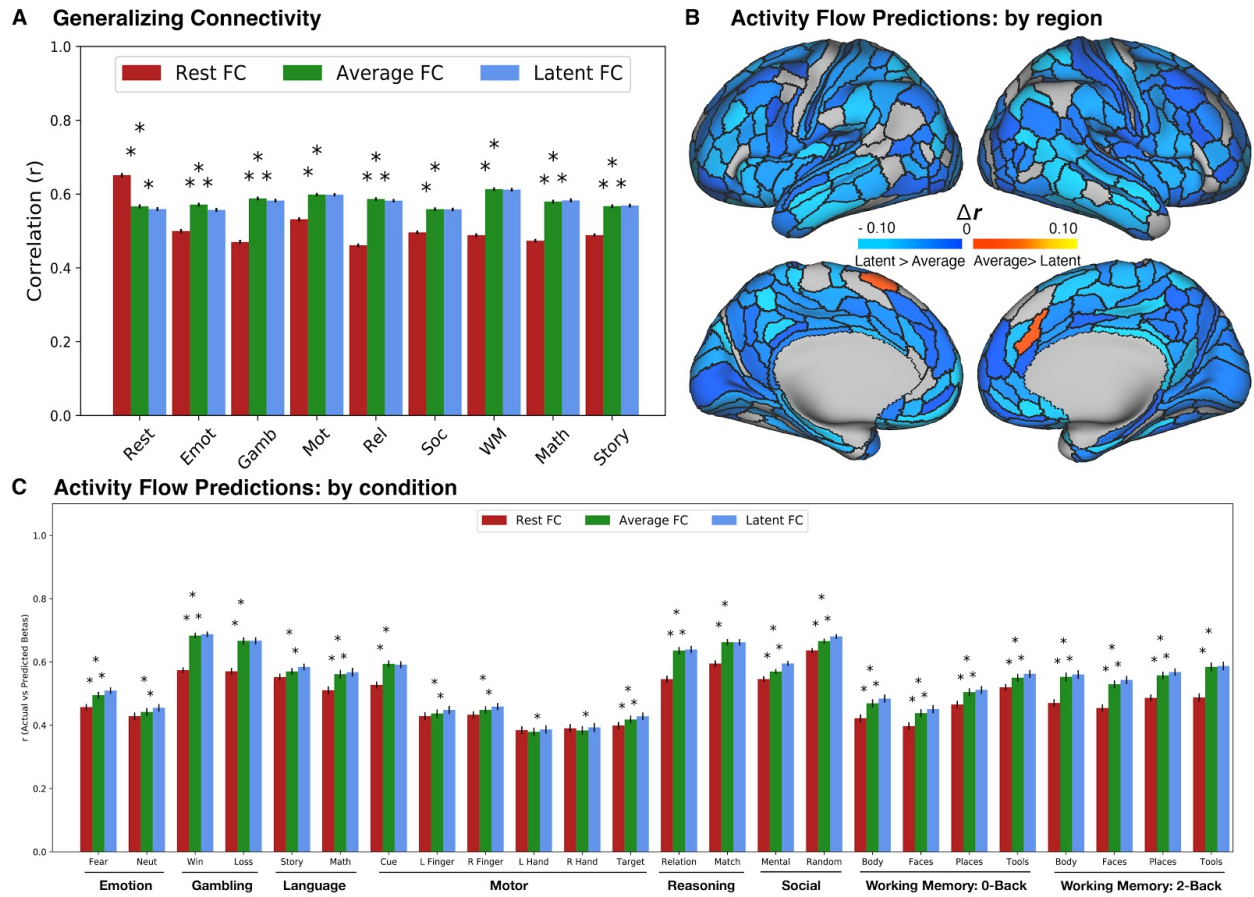 A Generalizing Connectivity
Rest FC Average FC Latent FC
Correlation (r)
1.0
0.8
0.6
0.4
0.2
0.0
Rest Emot Gamb Mot Rel Soc WM Math Story
B Activity Flow Predictions: by region
Δr
- 0.10 0 0.10
Latent > Average Average> Latent
C Activity Flow Predictions: by condition
Rest FC Average FC Latent FC
r (Actual vs Predicted Betas)
1.0
0.8
0.6
0.4
0.2
0.0
Fear Neut Win Loss Story Math Cue L Finger R Finger L Hand R Hand Target Relation Match Mental Random Body Faces Places Tools Body Faces Places Tools
Emotion Gambling Language Motor Reasoning Social Working Memory: 0-Back Working Memory: 2-Back